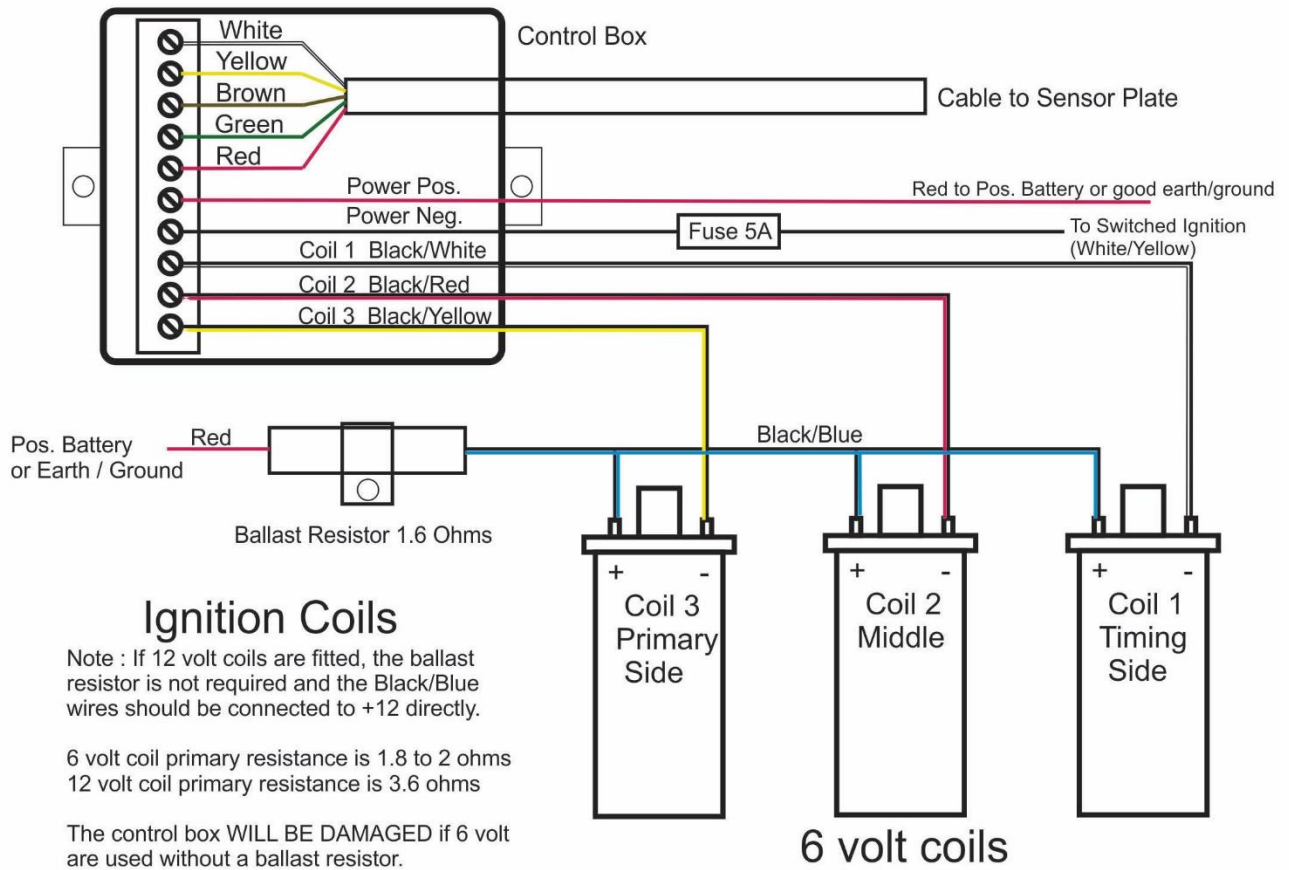 White
Control Box
Yellow
Brown
Cable to Sensor Plate
Green
Red
Power Pos.
Red to Pos. Battery or good earth/ground
Power Neg.
Fuse 5A
To Switched Ignition
(White/Yellow)
Coil 1 Black/White
Coil 2 Black/Red
Coil 3 Black/Yellow
Pos. Battery
or Earth / Ground
Red
Black/Blue
Ballast Resistor 1.6 Ohms
+ -
Coil 3
Primary
Side
+ -
Coil 2
Middle
+ -
Coil 1
Timing
Side
Ignition Coils
Note : If 12 volt coils are fitted, the ballast
resistor is not required and the Black/Blue
wires should be connected to +12 directly.
6 volt coil primary resistance is 1.8 to 2 ohms
12 volt coil primary resistance is 3.6 ohms
The control box WILL BE DAMAGED if 6 volt
are used without a ballast resistor.
6 volt coils